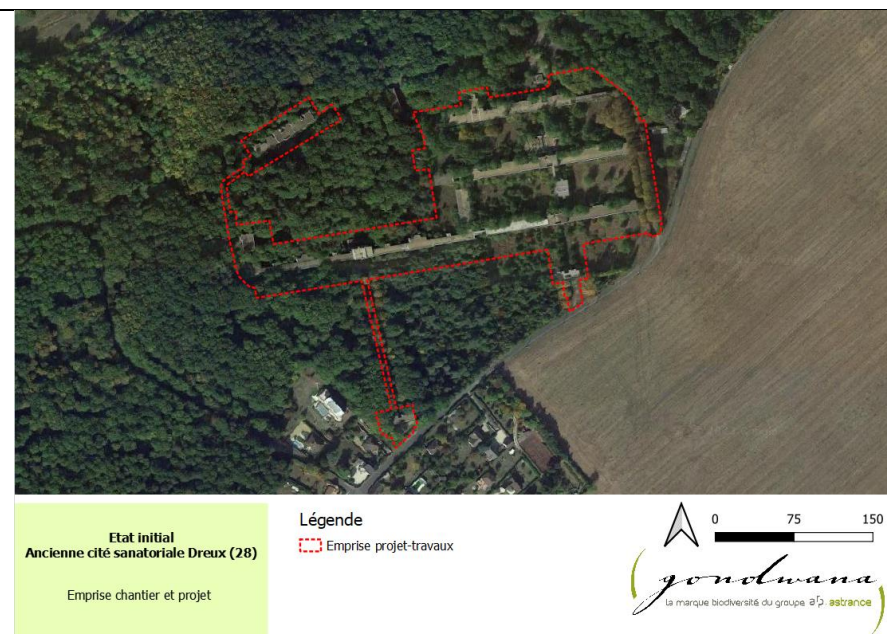 Etat initial
Ancienne cité sanatoriale Dreux (28)
Emprise chantier et projet
Légende
Emprise projet-travaux
0 75 150
gondwana
la marque biodiversité du groupe arp. astrance